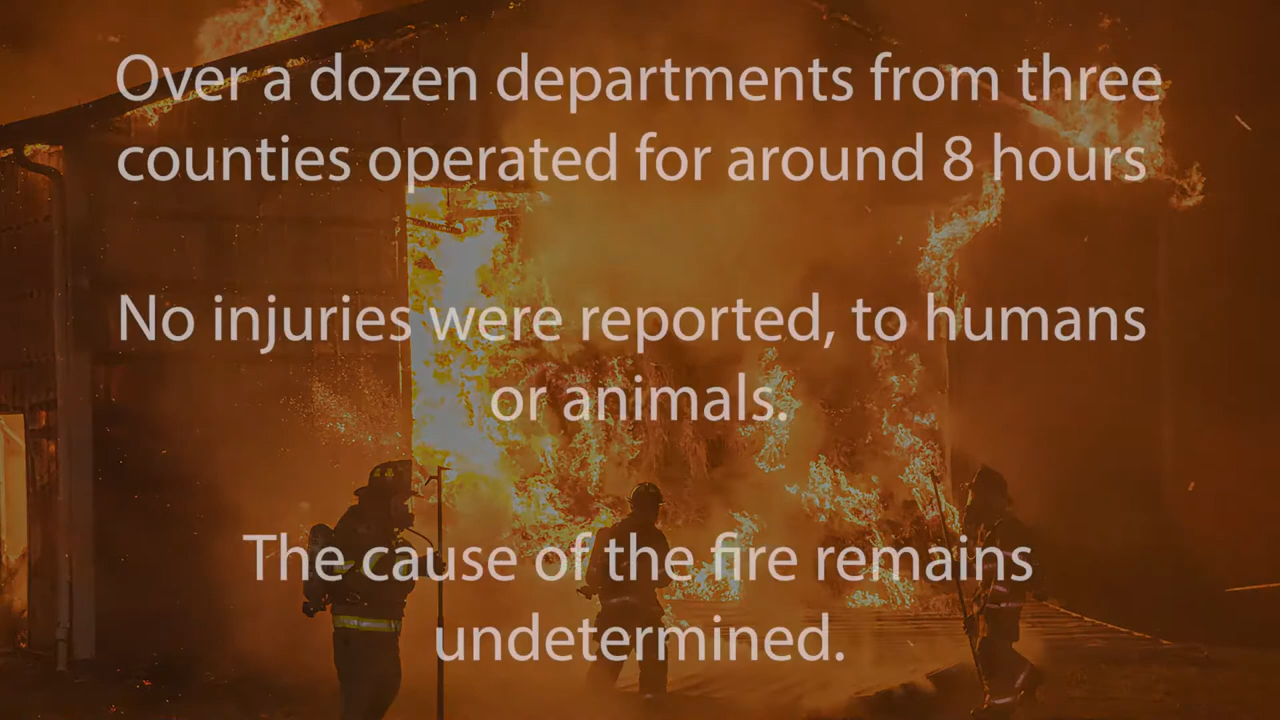 Over a dozen departments from three
counties operated for around 8 hours
No injuries were reported, to humans
or animals.
The cause of the fire remains
undetermined.